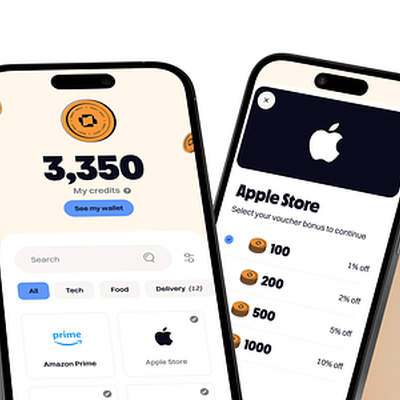 3,350
My credits ?
See my wallet
Search
All
Tech
Food
Delivery (12)
prime
Amazon Prime
Apple Store
Apple Store
Select your voucher bonus to continue
100
1% off
200
2% off
500
5% off
1000
10% off